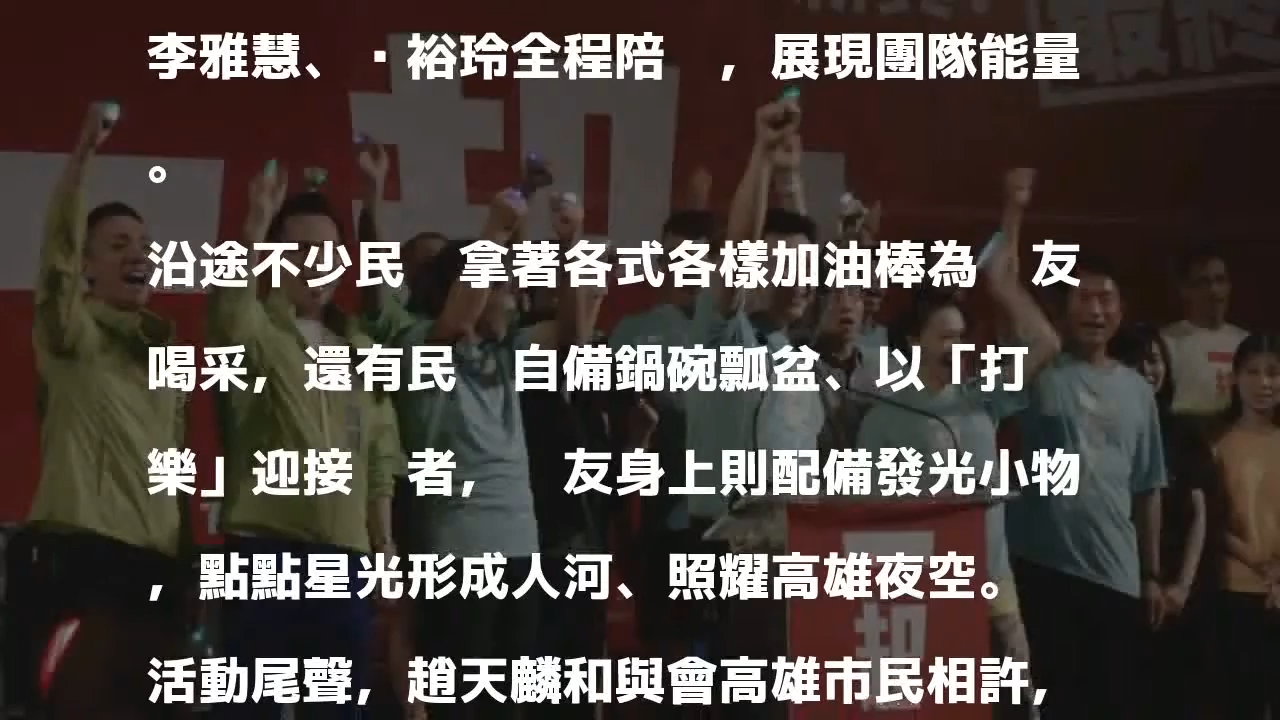 李雅慧、·裕玲全程陪　，展現團隊能量
。
沿途不少民　拿著各式各樣加油棒為　友
喝采，還有民　自備鍋碗瓢盆、以「打
樂」迎接　者，　友身上則配備發光小物
，點點星光形成人河、照耀高雄夜空。
活動尾聲，趙天麟和與會高雄市民相許，